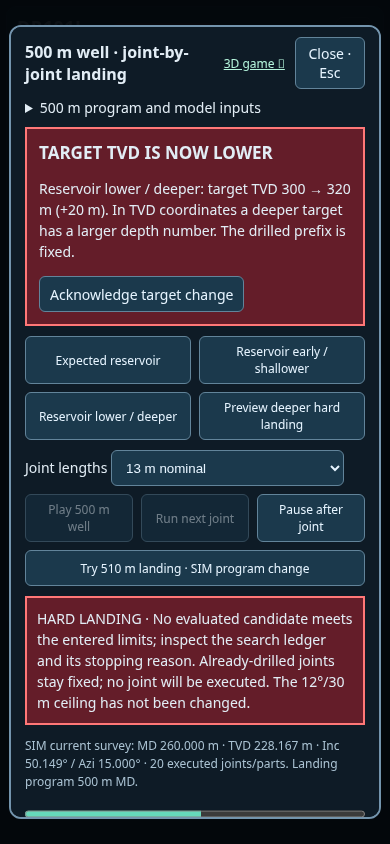 500 m well · joint-by-
joint landing
3D game
Close ·
Esc
▶ 500 m program and model inputs
TARGET TVD IS NOW LOWER
Reservoir lower / deeper: target TVD 300 → 320
m (+20 m). In TVD coordinates a deeper target
has a larger depth number. The drilled prefix is
fixed.
Acknowledge target change
Expected reservoir
Reservoir early /
shallower
Reservoir lower / deeper
Preview deeper hard
landing
Joint lengths
13 m nominal
Play 500 m
well
Run next joint
Pause after
joint
Try 510 m landing · SIM program change
HARD LANDING · No evaluated candidate meets
the entered limits; inspect the search ledger
and its stopping reason. Already-drilled joints
stay fixed; no joint will be executed. The 12°/30
m ceiling has not been changed.
SIM current survey: MD 260.000 m · TVD 228.167 m · Inc
50.149° / Azi 15.000° · 20 executed joints/parts. Landing
program 500 m MD.